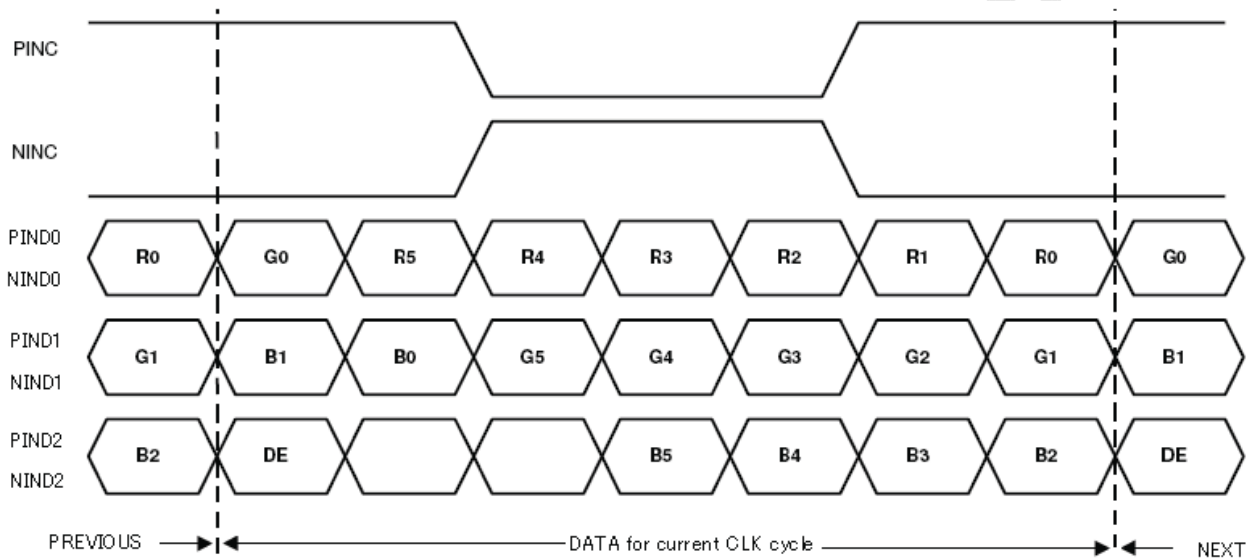 PINC
NINC
PIND0
R0 G0 R5 R4 R3 R2 R1 R0 G0
NIND0
PIND1
G1 B1 B0 G5 G4 G3 G2 G1 B1
NIND1
PIND2
B2 DE B5 B4 B3 B2 DE
NIND2
PREVIOUS DATA for current CLK cycle NEXT